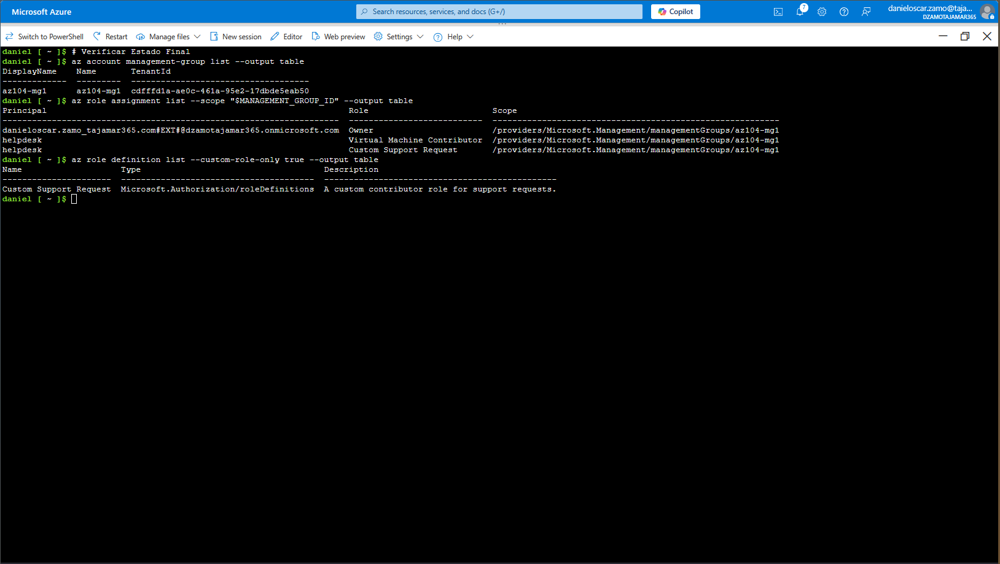 Microsoft Azure
Search resources, services, and docs (G+/)
Copilot
7
danieloscar.zamo@taja...
DZAMOTAJAMAR365
Switch to PowerShell Restart Manage files New session Editor Web preview Settings Help
daniel [ ~ ]$ # Verificar Estado Final
daniel [ ~ ]$ az account management-group list --output table
DisplayName    Name       TenantId
-------------  ---------  ------------------------------------
az104-mg1      az104-mg1  cdfffd1a-ae0c-461a-95e2-17dbde5eab50
daniel [ ~ ]$ az role assignment list --scope "$MANAGEMENT_GROUP_ID" --output table
Principal                                                             Role                         Scope
--------------------------------------------------------------------  ---------------------------  ----------------------------------------------------------
danieloscar.zamo_tajamar365.com#EXT#@dzamotajamar365.onmicrosoft.com  Owner                        /providers/Microsoft.Management/managementGroups/az104-mg1
helpdesk                                                              Virtual Machine Contributor  /providers/Microsoft.Management/managementGroups/az104-mg1
helpdesk                                                              Custom Support Request       /providers/Microsoft.Management/managementGroups/az104-mg1
daniel [ ~ ]$ az role definition list --custom-role-only true --output table
Name                    Type                                     Description
----------------------  ---------------------------------------  -----------------------------------------------
Custom Support Request  Microsoft.Authorization/roleDefinitions  A custom contributor role for support requests.
daniel [ ~ ]$